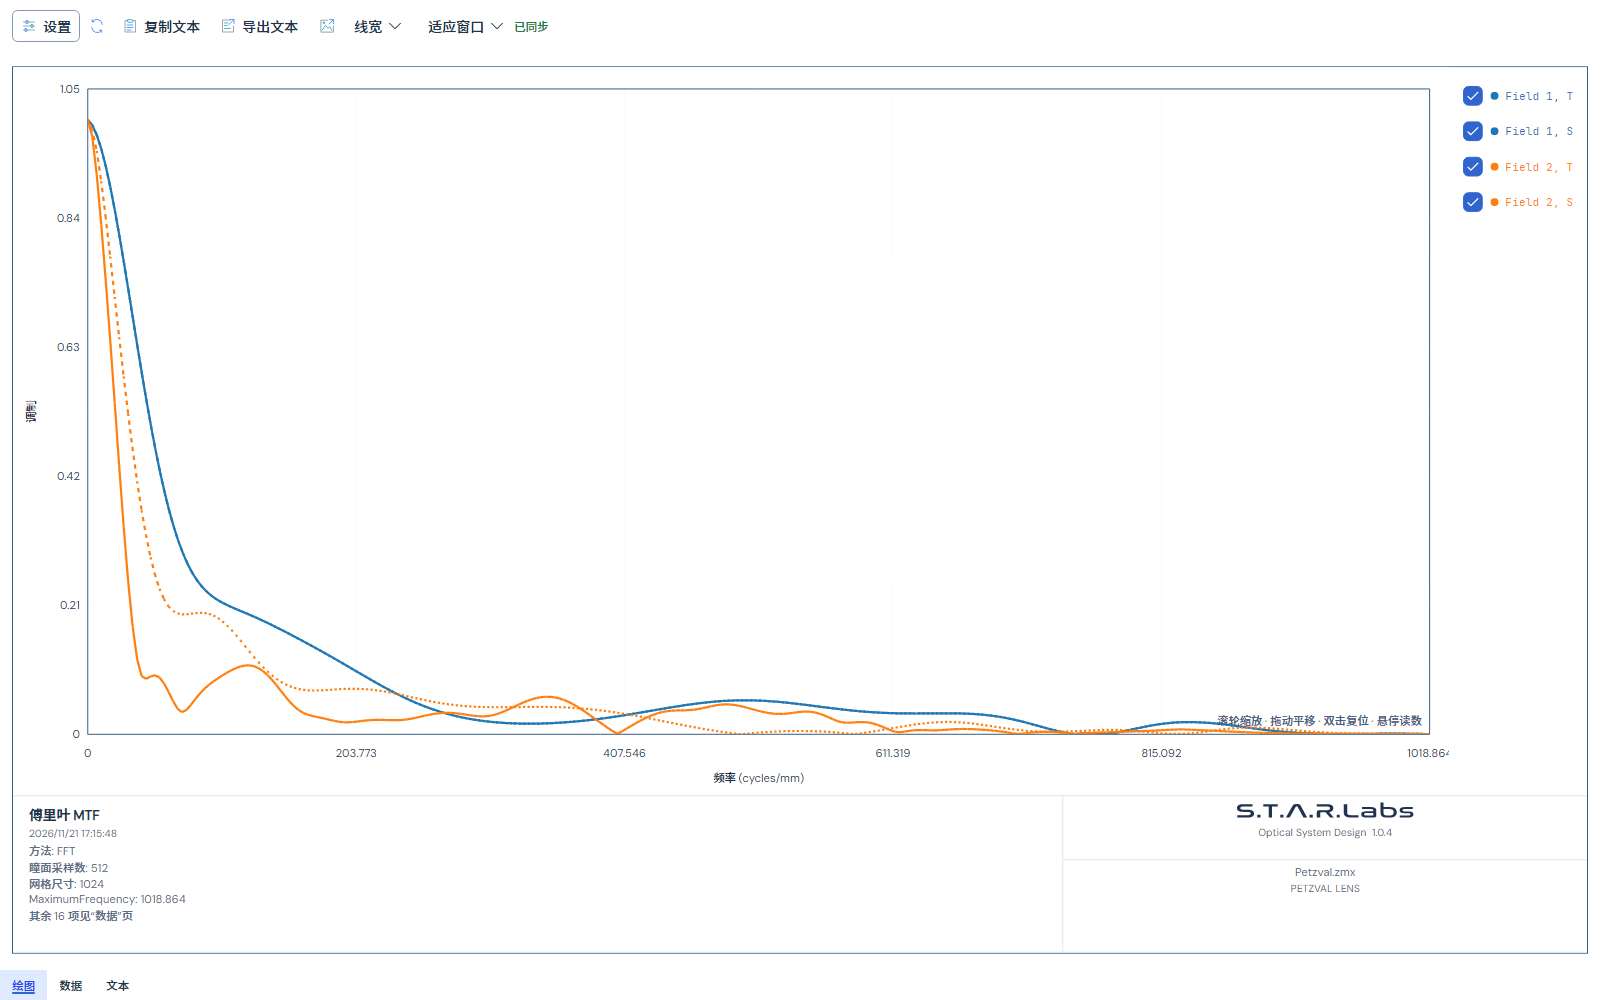 设置 复制文本 导出文本 线宽 适应窗口 已同步
1.05
0.84
0.63
0.42
0.21
0
调制
0 203.773 407.546 611.319 815.092 1018.864
频率 (cycles/mm)
滚轮缩放 · 拖动平移 · 双击复位 · 悬停读数
Field 1, T
Field 1, S
Field 2, T
Field 2, S
傅里叶 MTF
2026/11/21 17:15:48
方法: FFT
瞳面采样数: 512
网格尺寸: 1024
MaximumFrequency: 1018.864
其余 16 项见“数据”页
S.T.A.R.Labs
Optical System Design 1.0.4
Petzval.zmx
PETZVAL LENS
绘图 数据 文本